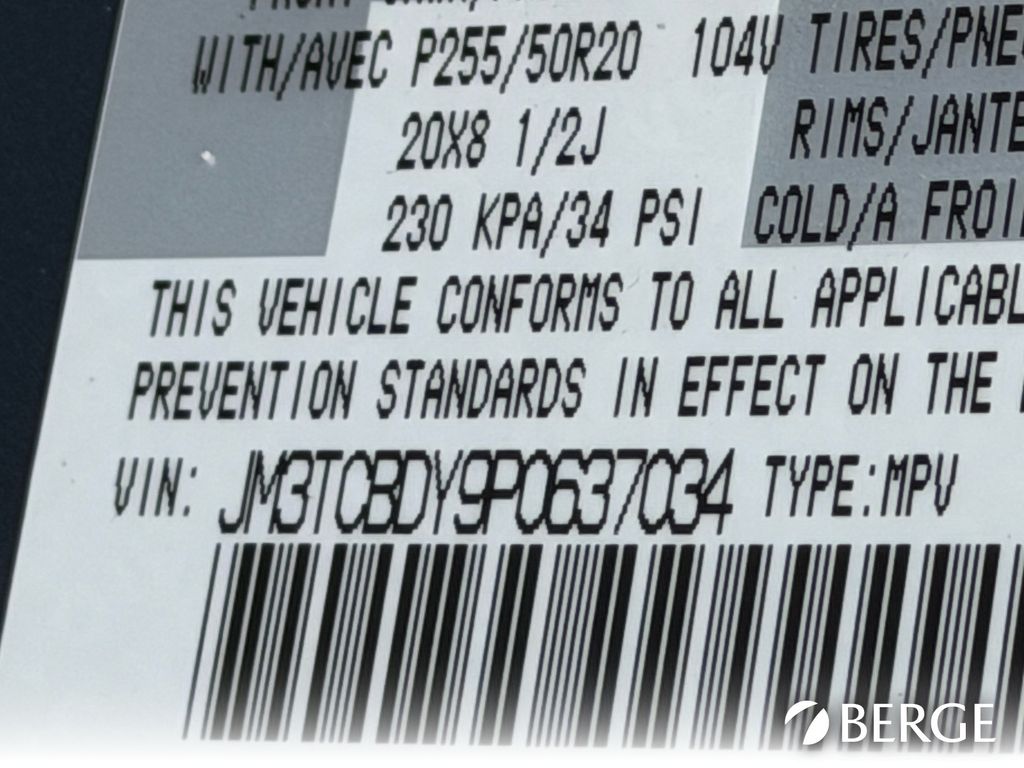 WITH/AVEC P255/50R20 104V TIRES/PNE
20X8 1/2J RIMS/JANTE
230 KPA/34 PSI COLD/A FROI
THIS VEHICLE CONFORMS TO ALL APPLICABL
PREVENTION STANDARDS IN EFFECT ON THE
VIN: JM3TCBDY9P0637034 TYPE:MPV
BERGE